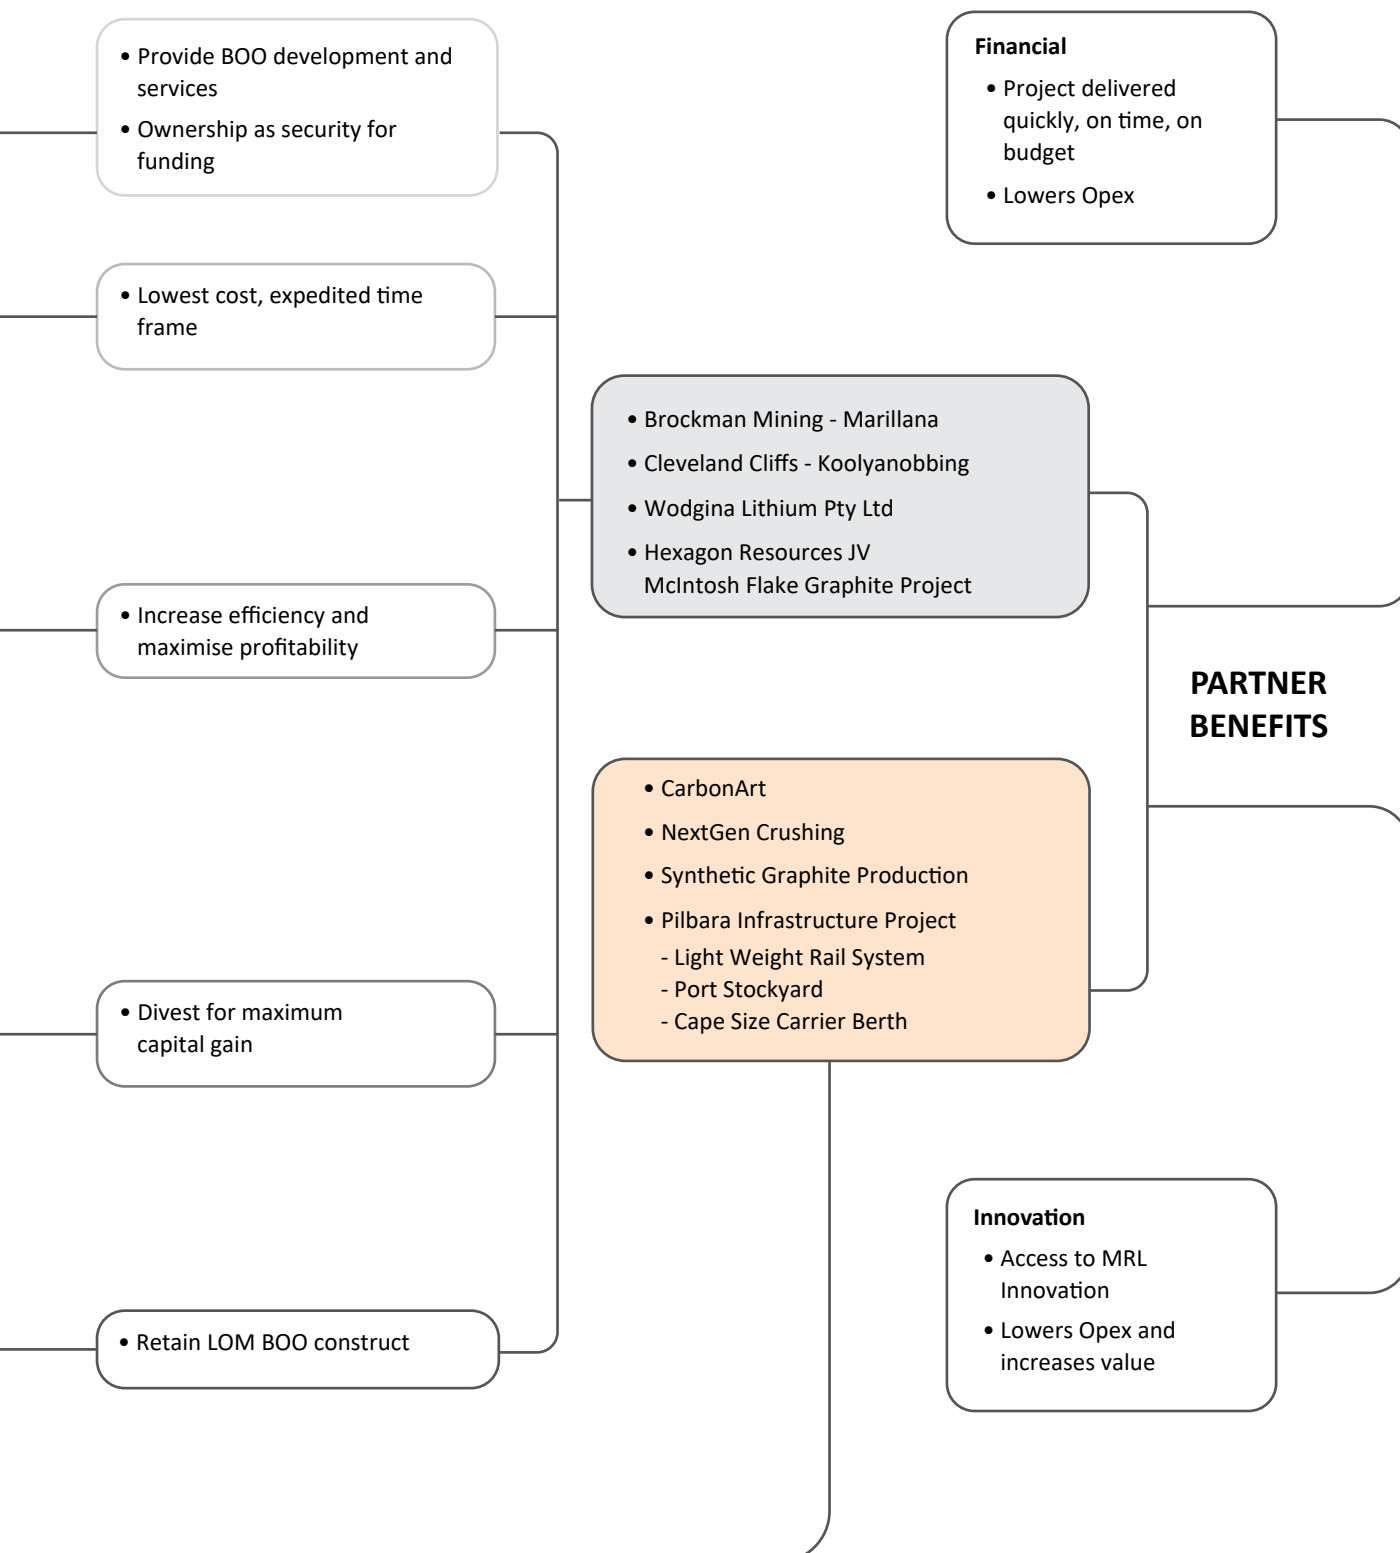 • Provide BOO development and
services
• Ownership as security for
funding
• Lowest cost, expedited time
frame
• Increase efficiency and
maximise profitability
• Divest for maximum
capital gain
• Retain LOM BOO construct
• Brockman Mining - Marillana
• Cleveland Cliffs - Koolyanobbing
• Wodgina Lithium Pty Ltd
• Hexagon Resources JV
McIntosh Flake Graphite Project
• CarbonArt
• NextGen Crushing
• Synthetic Graphite Production
• Pilbara Infrastructure Project
- Light Weight Rail System
- Port Stockyard
- Cape Size Carrier Berth
Financial
• Project delivered
quickly, on time, on
budget
• Lowers Opex
PARTNER
BENEFITS
Innovation
• Access to MRL
Innovation
• Lowers Opex and
increases value